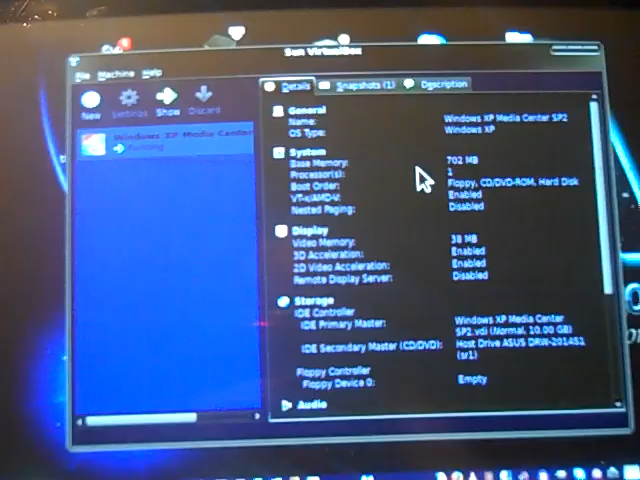 Sun VirtualBox
File Machine Help
New Settings Show Discard
Details Snapshots (1) Description
Windows XP Media Center
Running
General
Name: Windows XP Media Center SP2
OS Type: Windows XP
System
Base Memory: 702 MB
Processor(s): 1
Boot Order: Floppy, CD/DVD-ROM, Hard Disk
VT-x/AMD-V: Enabled
Nested Paging: Disabled
Display
Video Memory: 38 MB
3D Acceleration: Enabled
2D Video Acceleration: Enabled
Remote Display Server: Disabled
Storage
IDE Controller
IDE Primary Master: Windows XP Media Center
SP2.vdi (Normal, 10.00 GB)
IDE Secondary Master (CD/DVD): Host Drive ASUS DRW-2014S1
(sr1)
Floppy Controller
Floppy Device 0: Empty
Audio